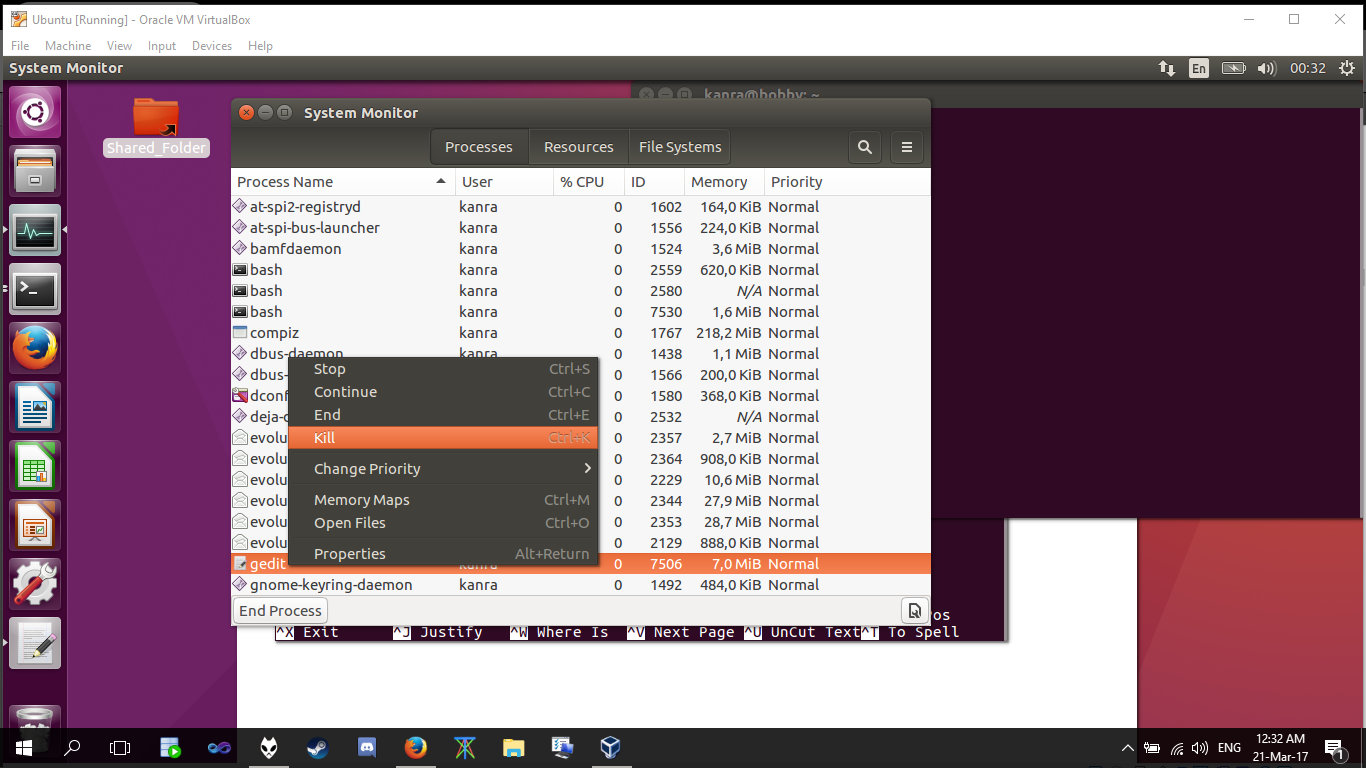 Ubuntu [Running] - Oracle VM VirtualBox
File Machine View Input Devices Help
System Monitor En 00:32
kanra@hobby: ~
Shared_Folder
System Monitor
Processes Resources File Systems
Process Name User % CPU ID Memory Priority
at-spi2-registryd kanra 0 1602 164,0 KiB Normal
at-spi-bus-launcher kanra 0 1556 224,0 KiB Normal
bamfdaemon kanra 0 1524 3,6 MiB Normal
bash kanra 0 2559 620,0 KiB Normal
bash kanra 0 2580 N/A Normal
bash kanra 0 7530 1,6 MiB Normal
compiz kanra 0 1767 218,2 MiB Normal
dbus-daemon kanra 0 1438 1,1 MiB Normal
dbus- 0 1566 200,0 KiB Normal
dconf 0 1580 368,0 KiB Normal
deja-d 0 2532 N/A Normal
evolu 0 2357 2,7 MiB Normal
evolu 0 2364 908,0 KiB Normal
evolu 0 2229 10,6 MiB Normal
evolu 0 2344 27,9 MiB Normal
evolu 0 2353 28,7 MiB Normal
evolu 0 2129 888,0 KiB Normal
gedit kanra 0 7506 7,0 MiB Normal
gnome-keyring-daemon kanra 0 1492 484,0 KiB Normal
Stop Ctrl+S
Continue Ctrl+C
End Ctrl+E
Kill Ctrl+K
Change Priority
Memory Maps Ctrl+M
Open Files Ctrl+O
Properties Alt+Return
End Process
os
^X Exit ^J Justify ^W Where Is ^V Next Page ^U UnCut Text ^T To Spell
ENG 12:32 AM
21-Mar-17 1